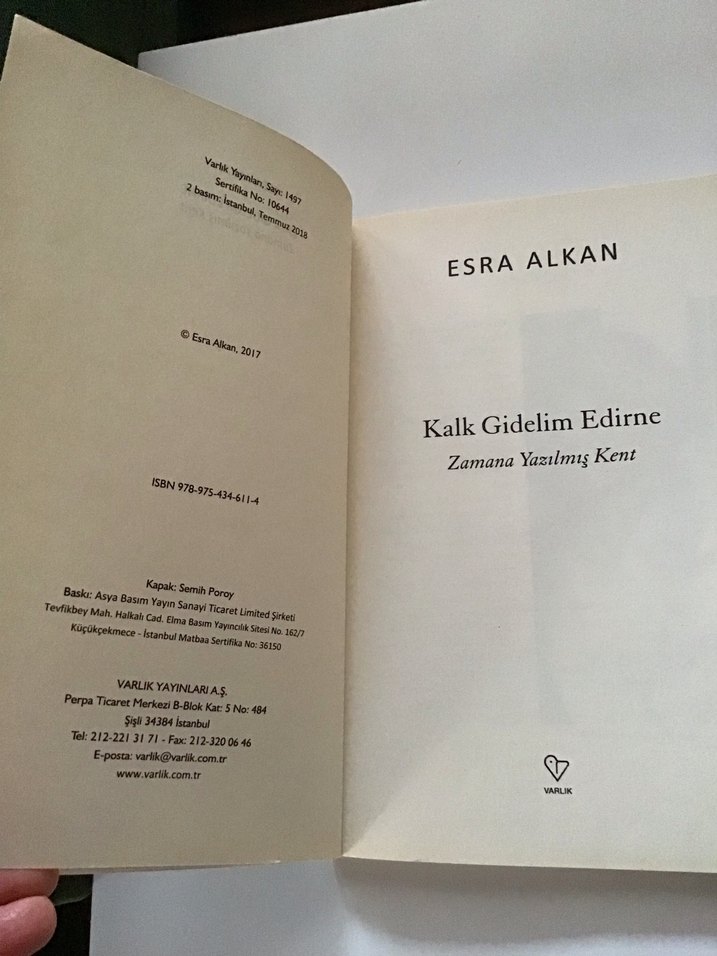 Varlık Yayınları, Sayı: 1497
Sertifika No: 10644
2 basım: İstanbul, Temmuz 2018
© Esra Alkan, 2017
ISBN 978-975-434-611-4
Kapak: Semih Poroy
Baskı: Asya Basım Yayın Sanayi Ticaret Limited Şirketi
Tevfikbey Mah. Halkalı Cad. Elma Basım Yayıncılık Sitesi No. 162/7
Küçükçekmece - İstanbul Matbaa Sertifika No: 36150
VARLIK YAYINLARI A.Ş.
Perpa Ticaret Merkezi B-Blok Kat: 5 No: 484
Şişli 34384 İstanbul
Tel: 212-221 31 71 - Fax: 212-320 06 46
E-posta: varlik@varlik.com.tr
www.varlik.com.tr
ESRA ALKAN
Kalk Gidelim Edirne
Zamana Yazılmış Kent
VARLIK